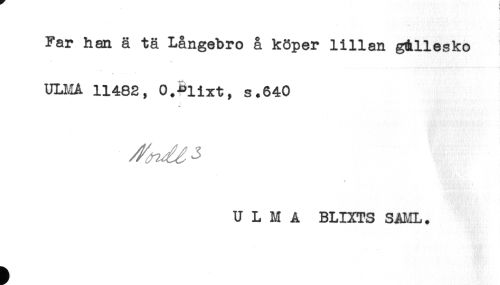 Far han ä tä Långebro å köper lillan gullesko
ULMA 11482, O.Blixt, s.640
Nordl 3
U L M A BLIXTS SAML.